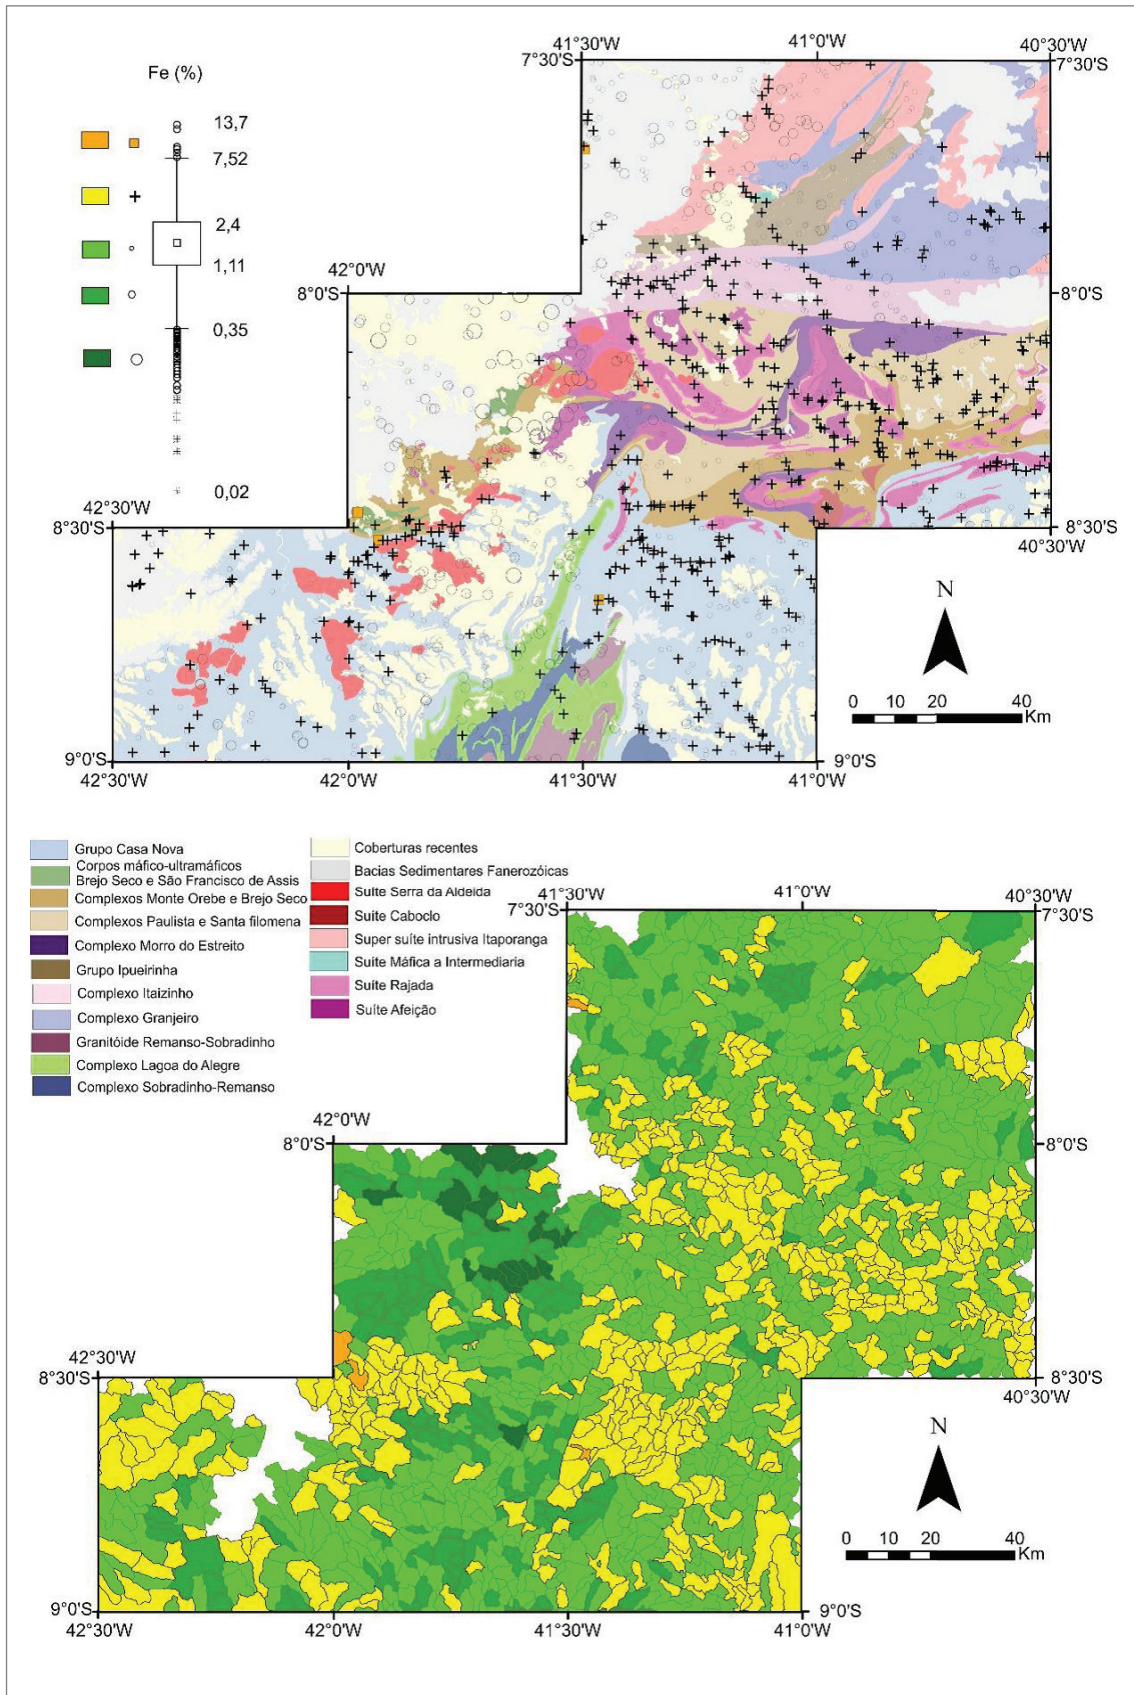 41°30'W
41°0'W
40°30'W
7°30'S
7°30'S
Fe (%)
13,7
7,52
2,4
1,11
0,35
0,02
42°0'W
8°0'S
8°0'S
42°30'W
8°30'S
8°30'S
40°30'W
N
0 10 20 40
Km
9°0'S
9°0'S
42°30'W
42°0'W
41°30'W
41°0'W
Grupo Casa Nova
Corpos máfico-ultramáficos
Brejo Seco e São Francisco de Assis
Complexos Monte Orebe e Brejo Seco
Complexos Paulista e Santa filomena
Complexo Morro do Estreito
Grupo Ipueirinha
Complexo Itaizinho
Complexo Granjeiro
Granitóide Remanso-Sobradinho
Complexo Lagoa do Alegre
Complexo Sobradinho-Remanso
Coberturas recentes
Bacias Sedimentares Fanerozóicas
Suíte Serra da Aldeida
Suíte Caboclo
Super suíte intrusiva Itaporanga
Suíte Máfica a Intermediaria
Suíte Rajada
Suíte Afeição
41°30'W
41°0'W
40°30'W
7°30'S
7°30'S
42°0'W
8°0'S
8°0'S
42°30'W
8°30'S
8°30'S
40°30'W
N
0 10 20 40
Km
9°0'S
9°0'S
42°30'W
42°0'W
41°30'W
41°0'W